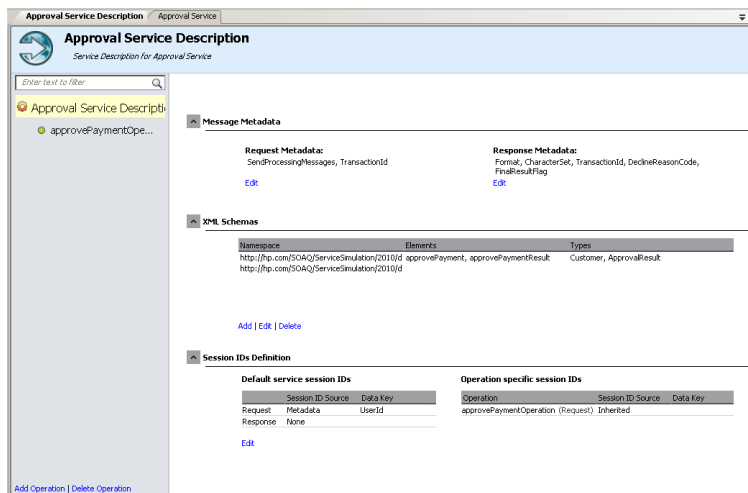 Approval Service Description Approval Service
Approval Service Description
Service Description for Approval Service
Enter text to filter
Approval Service Descripti
approvePaymentOpe...
Message Metadata
Request Metadata: Response Metadata:
SendProcessingMessages, TransactionId Format, CharacterSet, TransactionId, DeclineReasonCode,
FinalResultFlag
Edit Edit
XML Schemas
Namespace Elements Types
http://hp.com/SOAQ/ServiceSimulation/2010/d approvePayment, approvePaymentResult Customer, ApprovalResult
http://hp.com/SOAQ/ServiceSimulation/2010/d
Add | Edit | Delete
Session IDs Definition
Default service session IDs Operation specific session IDs
Session ID Source Data Key Operation Session ID Source Data Key
Request Metadata UserId approvePaymentOperation (Request) Inherited
Response None
Edit
Add Operation | Delete Operation